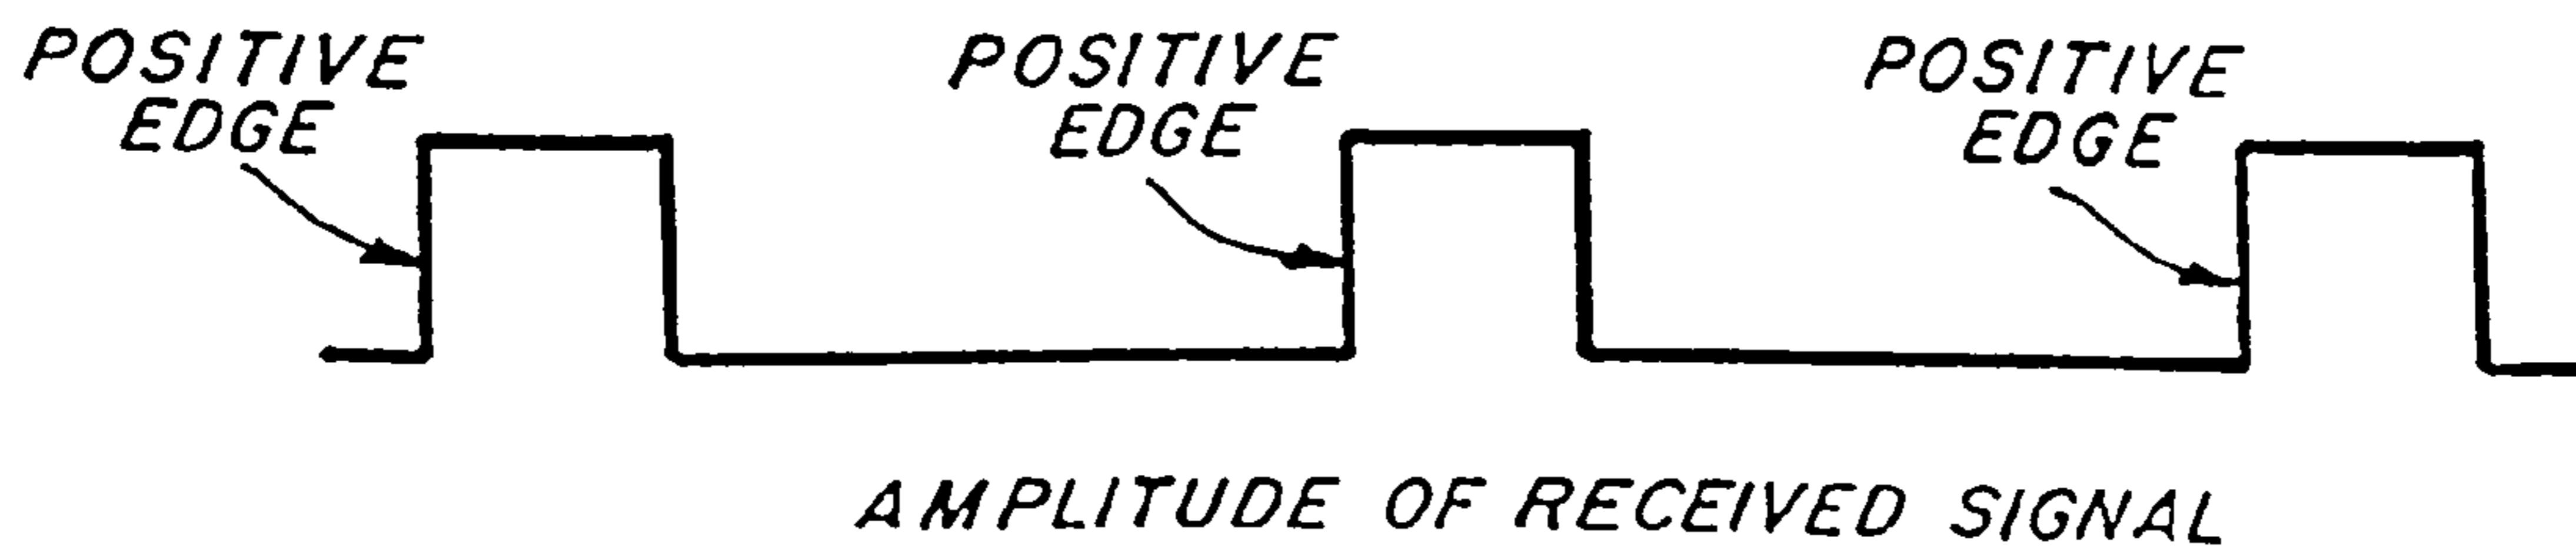 POSITIVE
EDGE
POSITIVE
EDGE
POSITIVE
EDGE
AMPLITUDE OF RECEIVED SIGNAL